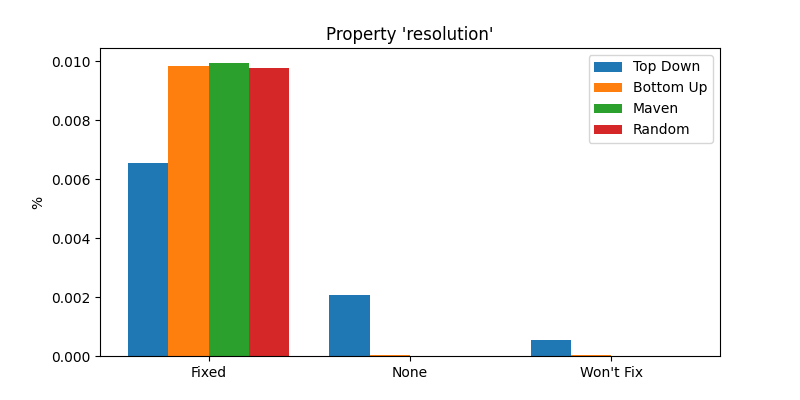 Property 'resolution'
%
0.010
0.008
0.006
0.004
0.002
0.000
Fixed
None
Won't Fix
Top Down
Bottom Up
Maven
Random